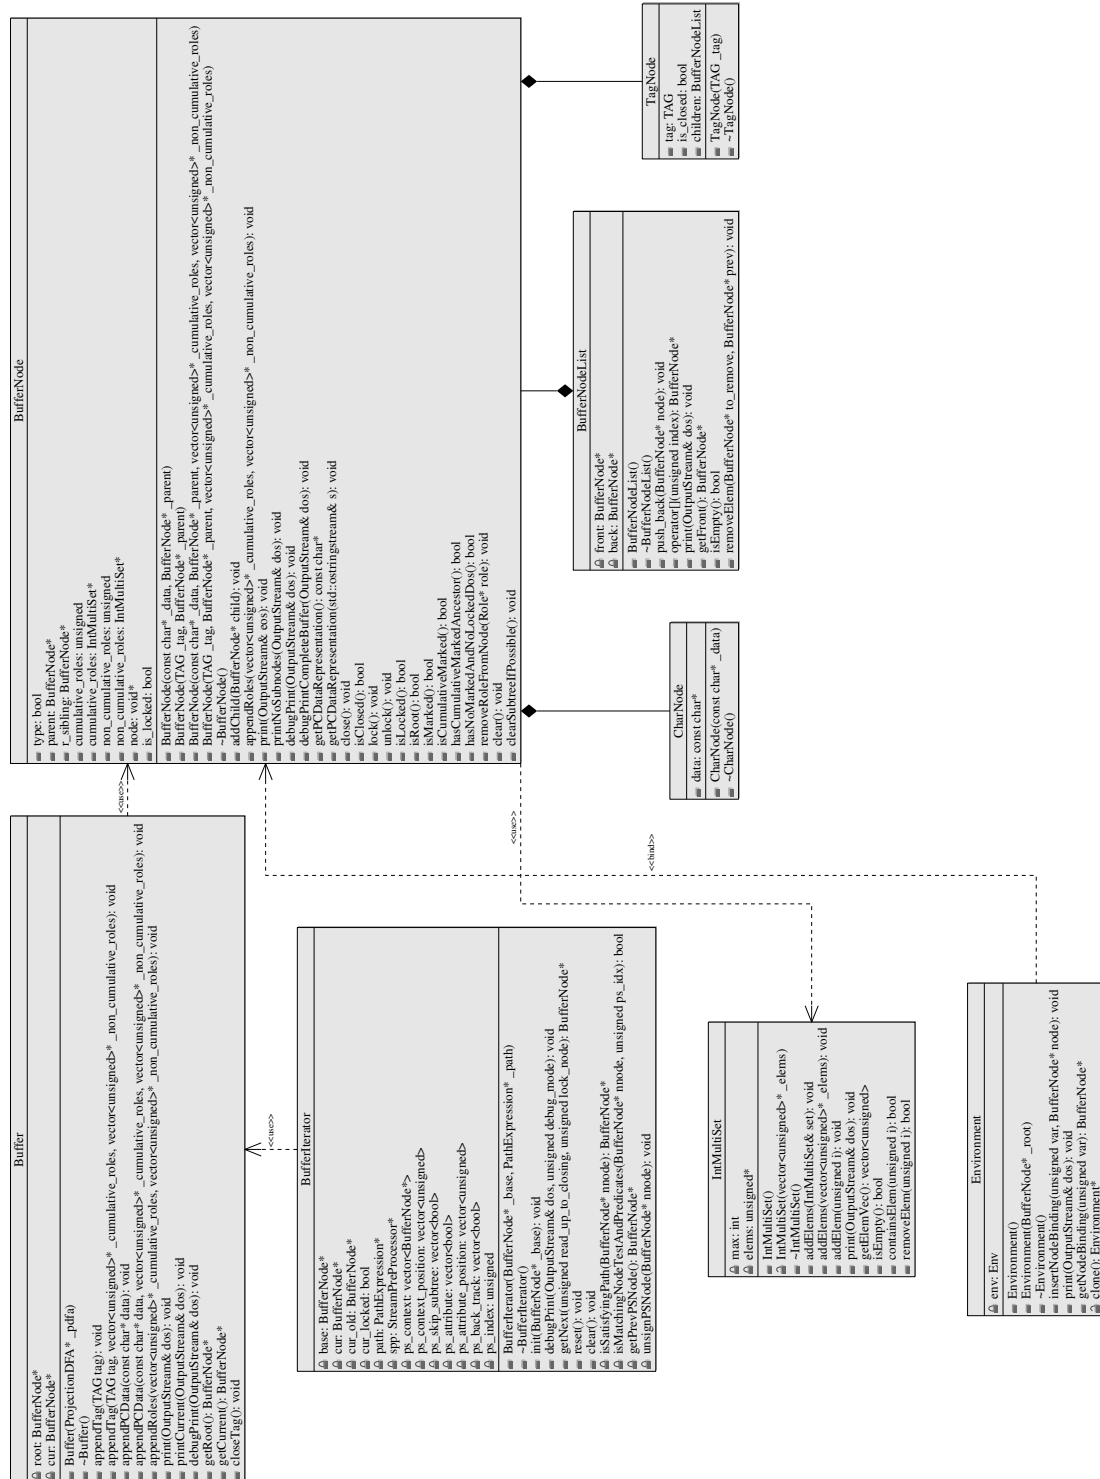 Buffer
root: BufferNode*
cur: BufferNode*
Buffer(ProjectionDFA* _pdfa)
~Buffer()
appendTag(TAG tag): void
appendTag(TAG tag, vector<unsigned>* _cumulative_roles, vector<unsigned>* _non_cumulative_roles): void
appendPCData(const char* data): void
appendPCData(const char* data, vector<unsigned>* _cumulative_roles, vector<unsigned>* _non_cumulative_roles): void
appendRoles(vector<unsigned>* _cumulative_roles, vector<unsigned>* _non_cumulative_roles): void
print(OutputStream& dos): void
printCurrent(OutputStream& dos): void
debugPrint(OutputStream& dos): void
getRoot(): BufferNode*
getCurrent(): BufferNode*
closeTag(): void
<<use>>
BufferNode
type: bool
parent: BufferNode*
r_sibling: BufferNode*
cumulative_roles: unsigned
cumulative_roles: IntMultiSet*
non_cumulative_roles: unsigned
non_cumulative_roles: IntMultiSet*
node: void*
is_locked: bool
BufferNode(const char* _data, BufferNode* _parent)
BufferNode(TAG _tag, BufferNode* _parent)
BufferNode(const char* _data, BufferNode* _parent, vector<unsigned>* _cumulative_roles, vector<unsigned>* _non_cumulative_roles)
BufferNode(TAG _tag, BufferNode* _parent, vector<unsigned>* _cumulative_roles, vector<unsigned>* _non_cumulative_roles)
~BufferNode()
addChild(BufferNode* child): void
appendRoles(vector<unsigned>* _cumulative_roles, vector<unsigned>* _non_cumulative_roles): void
print(OutputStream& eos): void
printNoSubnodes(OutputStream& dos): void
debugPrint(OutputStream& dos): void
debugPrintCompleteBuffer(OutputStream& dos): void
getPCDataRepresentation(): const char*
getPCDataRepresentation(std::ostringstream& s): void
close(): void
isClosed(): bool
lock(): void
unlock(): void
isLocked(): bool
isRoot(): bool
isMarked(): bool
isCumulativeMarked(): bool
hasCumulativeMarkedAncestor(): bool
hasNoMarkedAndNoLockedDos(): bool
removeRoleFromNode(Role* role): void
clear(): void
clearSubtreeIfPossible(): void
<<use>>
BufferIterator
base: BufferNode*
cur: BufferNode*
cur_old: BufferNode*
cur_locked: bool
path: PathExpression*
spp: StreamPreProcessor*
ps_context: vector<BufferNode*>
ps_context_position: vector<unsigned>
ps_skip_subtree: vector<bool>
ps_attribute: vector<bool>
ps_attribute_position: vector<unsigned>
ps_back_track: vector<bool>
ps_index: unsigned
BufferIterator(BufferNode* _base, PathExpression* _path)
~BufferIterator()
init(BufferNode* _base): void
debugPrint(OutputStream& dos, unsigned debug_mode): void
getNext(unsigned read_up_to_closing, unsigned lock_node): BufferNode*
reset(): void
clear(): void
isSatisfyingPath(BufferNode* nnode): BufferNode*
isMatchingNodeTestAndPredicates(BufferNode* nnode, unsigned ps_idx): bool
getPrevPSNode(): BufferNode*
unsignPSNode(BufferNode* nnode): void
<<use>>
<<bind>>
CharNode
data: const char*
CharNode(const char* _data)
~CharNode()
BufferNodeList
front: BufferNode*
back: BufferNode*
BufferNodeList()
~BufferNodeList()
push_back(BufferNode* node): void
operator[](unsigned index): BufferNode*
print(OutputStream& dos): void
getFront(): BufferNode*
isEmpty(): bool
removeElem(BufferNode* to_remove, BufferNode* prev): void
TagNode
tag: TAG
is_closed: bool
children: BufferNodeList
TagNode(TAG _tag)
~TagNode()
IntMultiSet
max: int
elems: unsigned*
IntMultiSet()
IntMultiSet(vector<unsigned>* _elems)
~IntMultiSet()
addElems(IntMultiSet& set): void
addElems(vector<unsigned>* _elems): void
addElem(unsigned i): void
print(OutputStream& dos): void
getElemVec(): vector<unsigned>
isEmpty(): bool
containsElem(unsigned i): bool
removeElem(unsigned i): bool
Environment
env: Env
Environment()
Environment(BufferNode* _root)
~Environment()
insertNodeBinding(unsigned var, BufferNode* node): void
print(OutputStream& dos): void
getNodeBinding(unsigned var): BufferNode*
clone(): Environment*